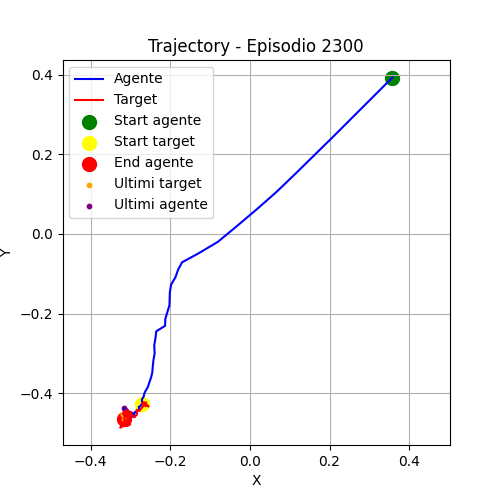 Trajectory - Episodio 2300
Agente
Target
Start agente
Start target
End agente
Ultimi target
Ultimi agente
0.4
0.2
0.0
−0.2
−0.4
Y
−0.4
−0.2
0.0
0.2
0.4
X